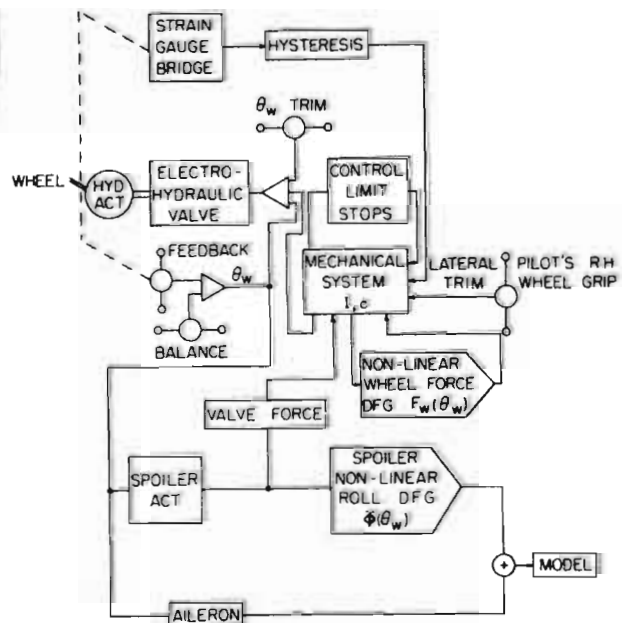 STRAIN
GAUGE
BRIDGE
HYSTERESIS
θw TRIM
WHEEL
HYD
ACT
ELECTRO-
HYDRAULIC
VALVE
CONTROL
LIMIT
STOPS
FEEDBACK
θw
BALANCE
MECHANICAL
SYSTEM
I, c
LATERAL
TRIM
PILOT'S R.H
WHEEL GRIP
NON-LINEAR
WHEEL FORCE
DFG Fw(θw)
VALVE FORCE
SPOILER
ACT
SPOILER
NON-LINEAR
ROLL DFG
Φ̈(θw)
+
MODEL
AILERON